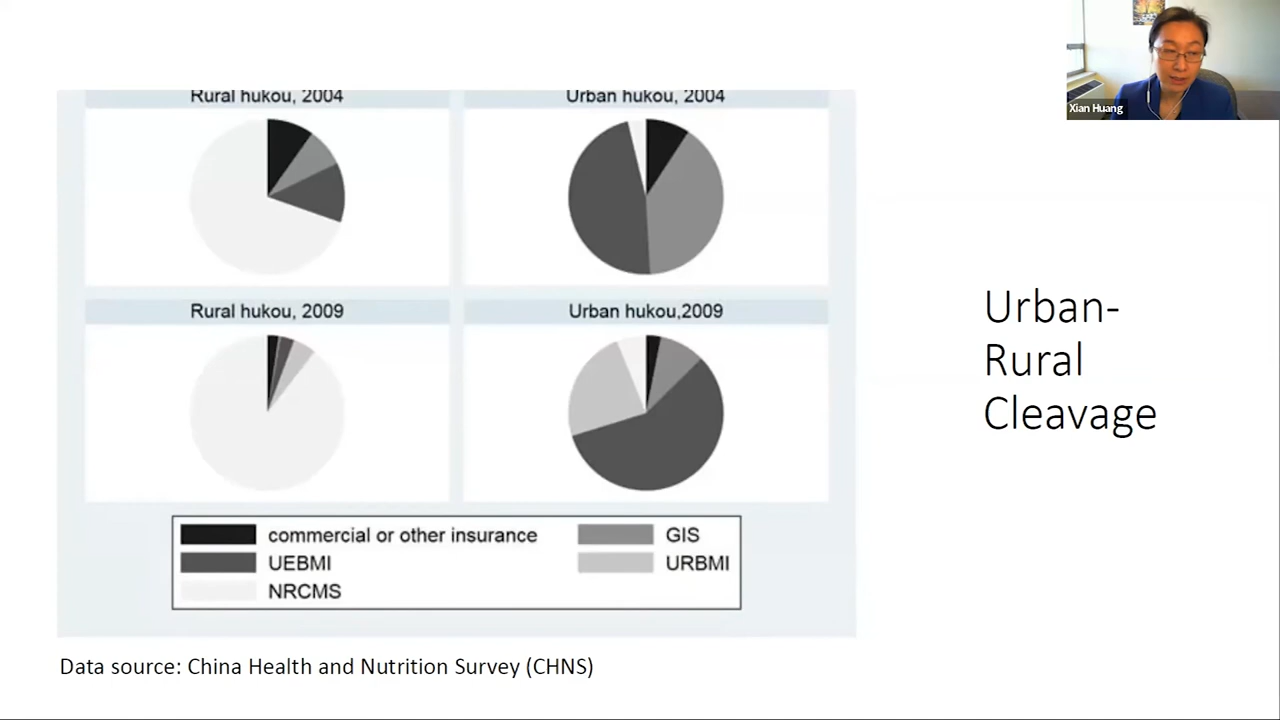 Rural hukou, 2004
Urban hukou, 2004
Rural hukou, 2009
Urban hukou,2009
commercial or other insurance
GIS
UEBMI
URBMI
NRCMS
Data source: China Health and Nutrition Survey (CHNS)
Urban-
Rural
Cleavage
Xian Huang